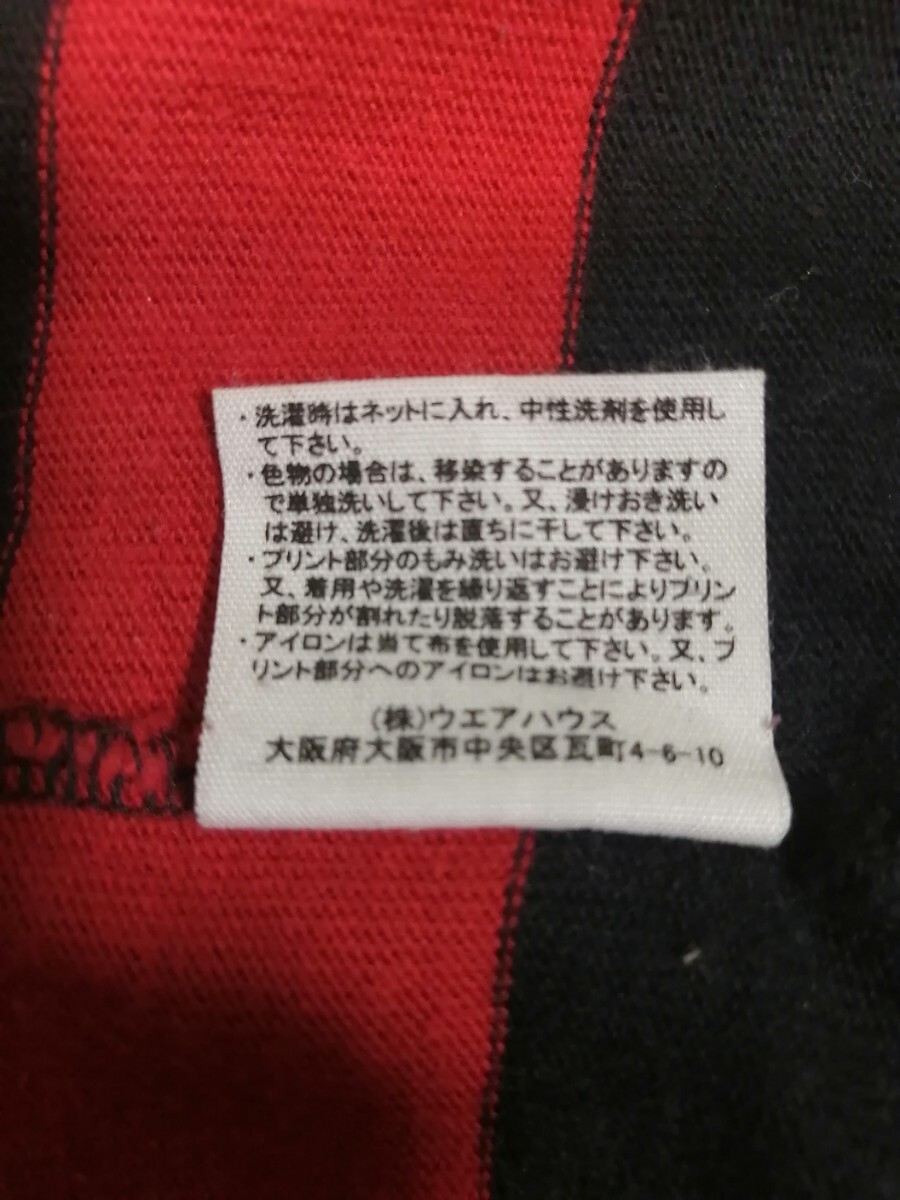 ・洗濯時はネットに入れ、中性洗剤を使用し
て下さい。
・色物の場合は、移染することがありますの
で単独洗いして下さい。又、浸けおき洗い
は避け、洗濯後は直ちに干して下さい。
・プリント部分のもみ洗いはお避け下さい。
又、着用や洗濯を繰り返すことによりプリン
ト部分が割れたり脱落することがあります。
・アイロンは当て布を使用して下さい。又、プ
リント部分へのアイロンはお避け下さい。
(株)ウエアハウス
大阪府大阪市中央区瓦町4-6-10